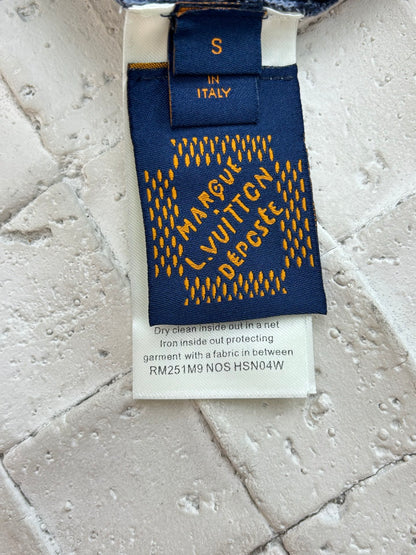 S
IN
ITALY
MARQUE
L.VUITTON
DÉPOSÉE
Dry clean inside out in a net
Iron inside out protecting
garment with a fabric in between
RM251M9 NOS HSN04W